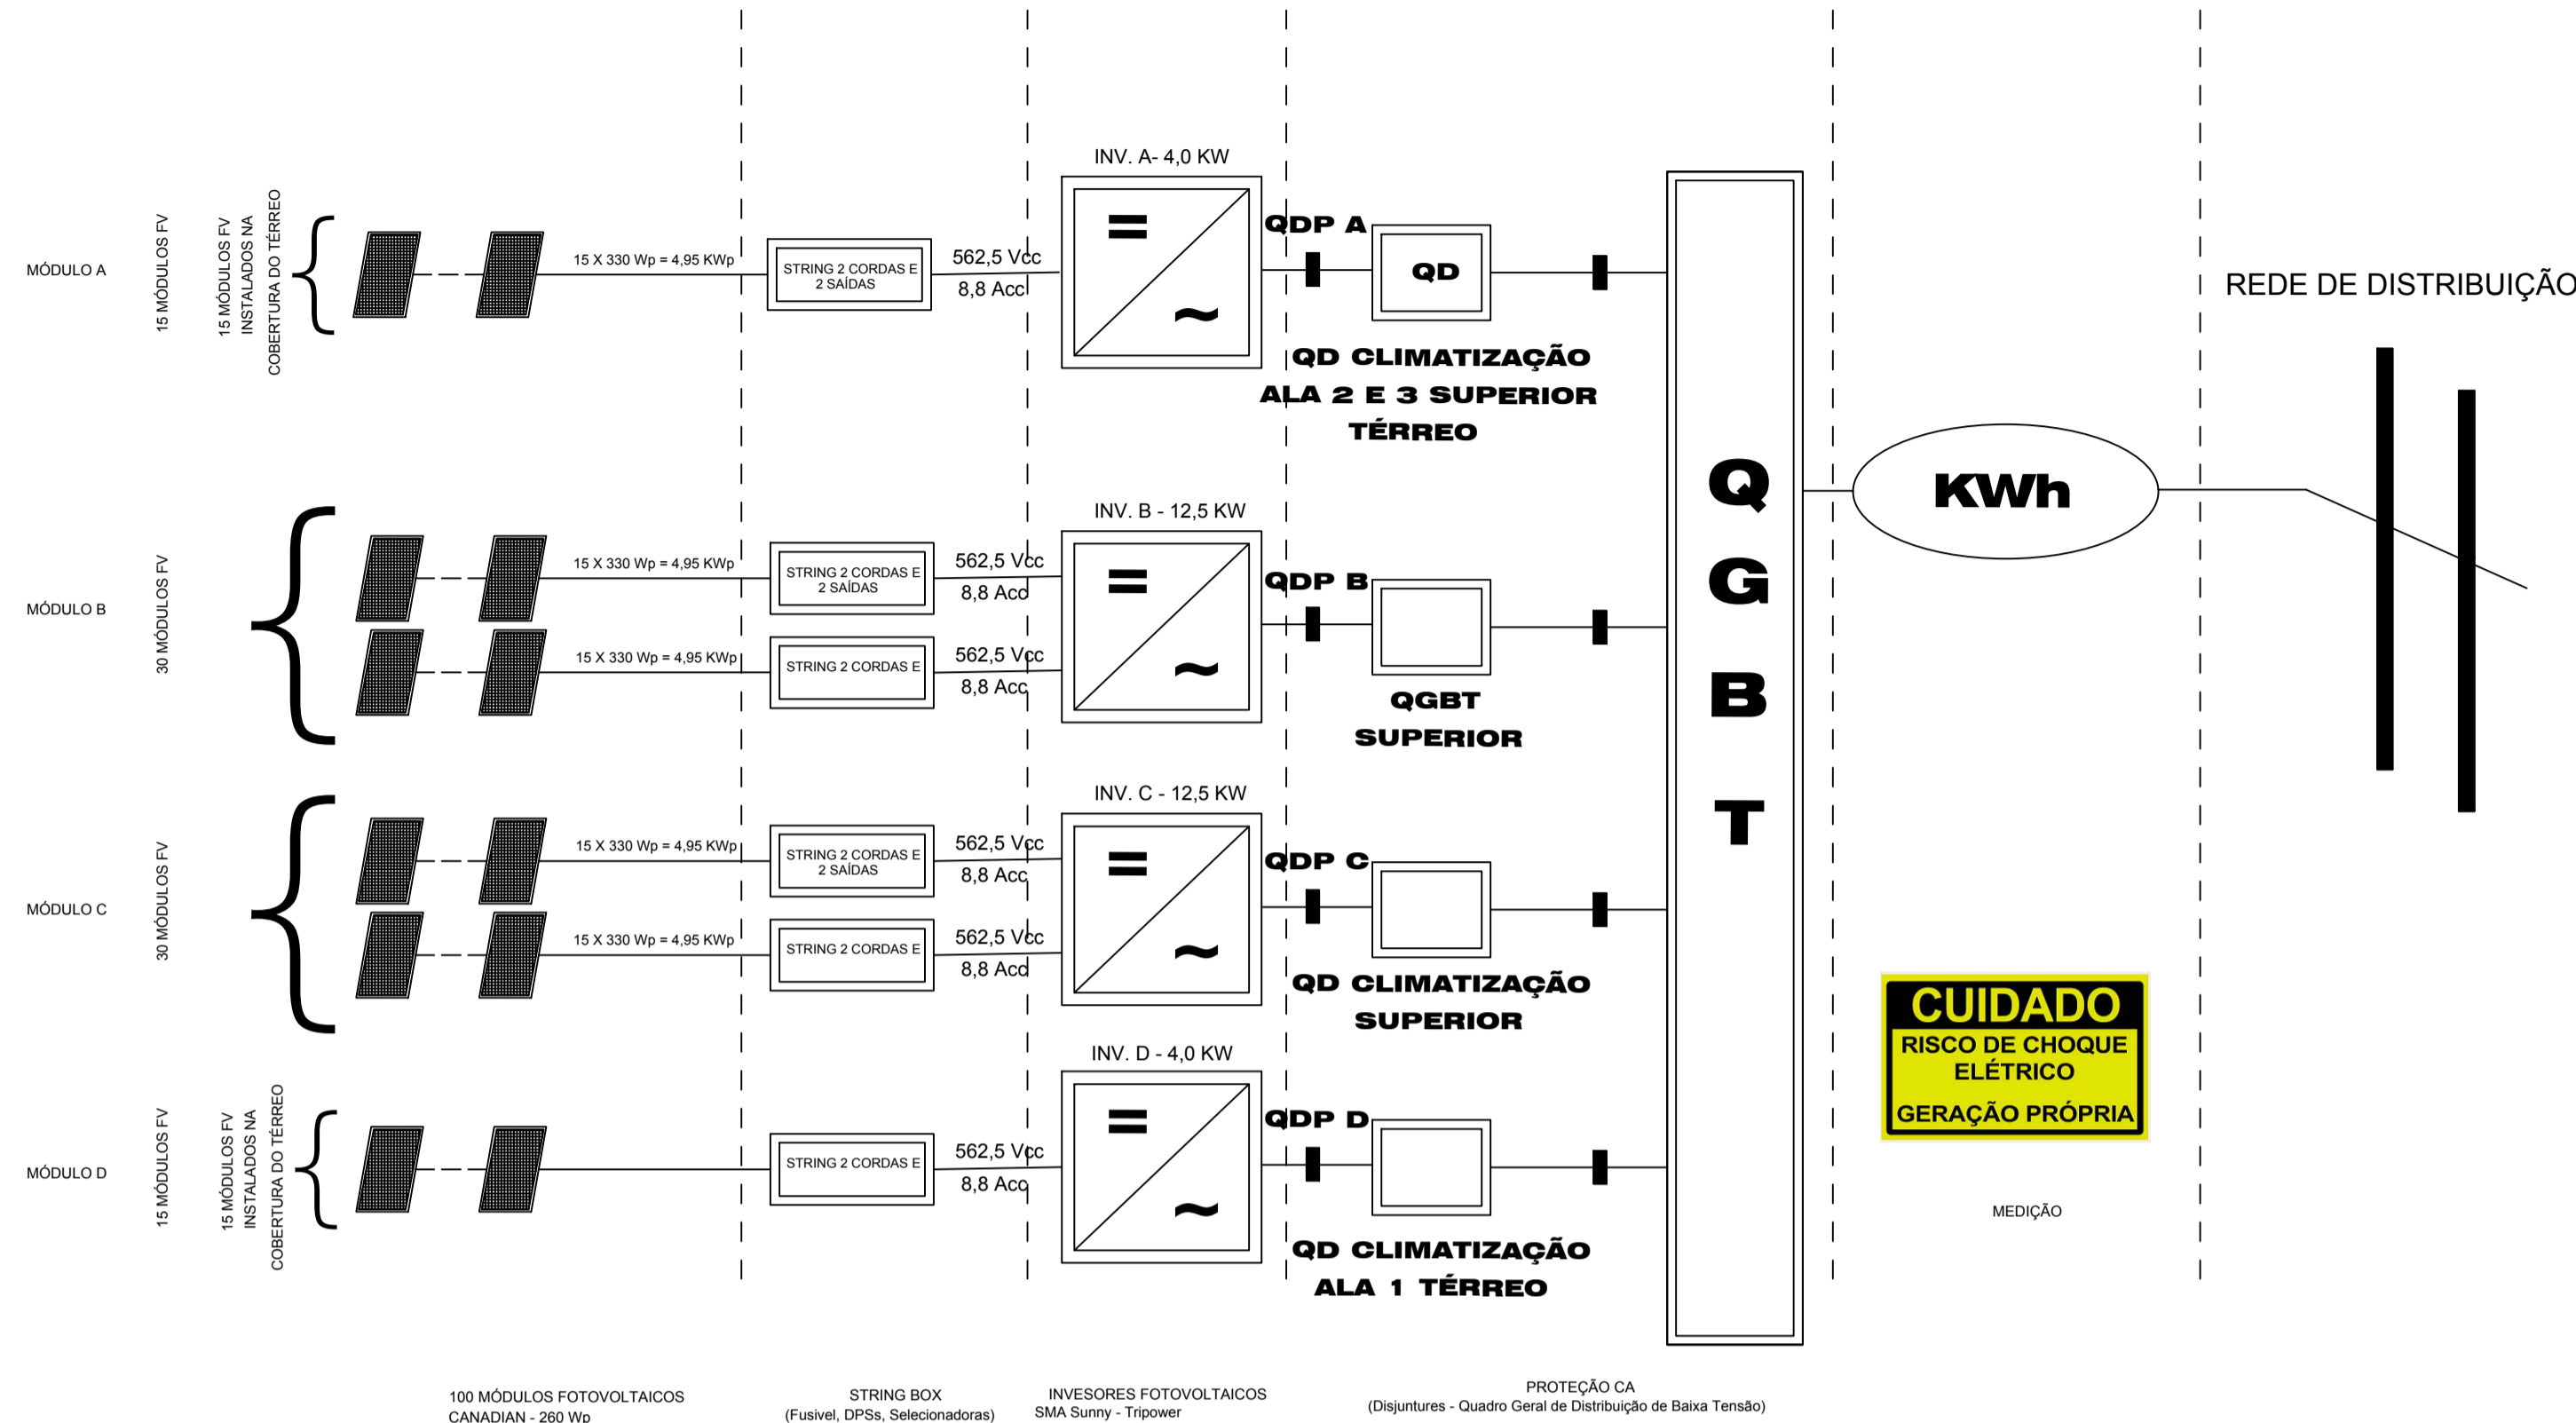 MÓDULO A
15 MÓDULOS FV
15 MÓDULOS FV
INSTALADOS NA
COBERTURA DO TÉRREO
15 X 330 Wp = 4,95 KWp
STRING 2 CORDAS E
2 SAÍDAS
562,5 Vcc
8,8 Acc
INV. A- 4,0 KW
=
~
QDP A
QD
QD CLIMATIZAÇÃO
ALA 2 E 3 SUPERIOR
TÉRREO
MÓDULO B
30 MÓDULOS FV
15 X 330 Wp = 4,95 KWp
STRING 2 CORDAS E
2 SAÍDAS
562,5 Vcc
8,8 Acc
15 X 330 Wp = 4,95 KWp
STRING 2 CORDAS E
562,5 Vcc
8,8 Acc
INV. B - 12,5 KW
=
~
QDP B
QGBT
SUPERIOR
MÓDULO C
30 MÓDULOS FV
15 X 330 Wp = 4,95 KWp
STRING 2 CORDAS E
2 SAÍDAS
562,5 Vcc
8,8 Acc
15 X 330 Wp = 4,95 KWp
STRING 2 CORDAS E
562,5 Vcc
8,8 Acc
INV. C - 12,5 KW
=
~
QDP C
QD CLIMATIZAÇÃO
SUPERIOR
MÓDULO D
15 MÓDULOS FV
15 MÓDULOS FV
INSTALADOS NA
COBERTURA DO TÉRREO
STRING 2 CORDAS E
562,5 Vcc
8,8 Acc
INV. D - 4,0 KW
=
~
QDP D
QD CLIMATIZAÇÃO
ALA 1 TÉRREO
Q
G
B
T
KWh
REDE DE DISTRIBUIÇÃO
CUIDADO
RISCO DE CHOQUE
ELÉTRICO
GERAÇÃO PRÓPRIA
MEDIÇÃO
100 MÓDULOS FOTOVOLTAICOS
CANADIAN - 260 Wp
STRING BOX
(Fusivel, DPSs, Selecionadoras)
INVESORES FOTOVOLTAICOS
SMA Sunny - Tripower
PROTEÇÃO CA
(Disjuntures - Quadro Geral de Distribuição de Baixa Tensão)